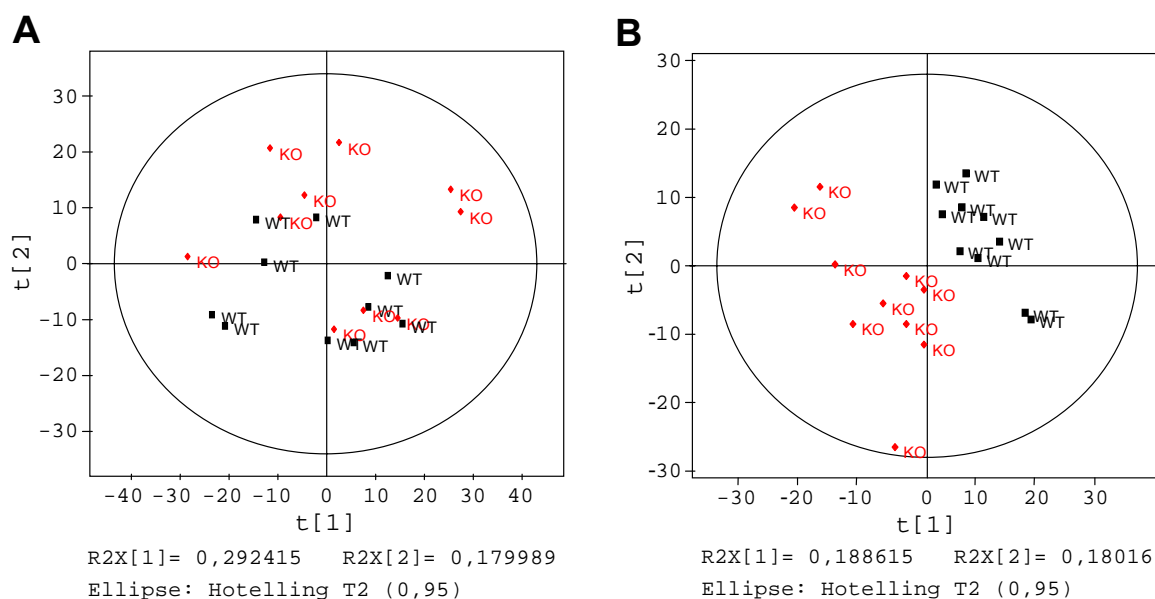 A
30
20
10
0
-10
-20
-30
t[2]
KO
KO
KO
KO
KO
KO
WT
WT
KO
WT
WT
WT
WT
WT
KO
KO
WT
KO
WT
WT
-40 -30 -20 -10 0 10 20 30 40
t[1]
R2X[1]= 0,292415 R2X[2]= 0,179989
Ellipse: Hotelling T2 (0,95)
B
30
20
10
0
-10
-20
-30
t[2]
WT
WT
KO
KO
WT
WT
WT
WT
WT
WT
KO
KO
KO
KO
KO
KO
KO
WT
WT
KO
-30 -20 -10 0 10 20 30
t[1]
R2X[1]= 0,188615 R2X[2]= 0,18016
Ellipse: Hotelling T2 (0,95)